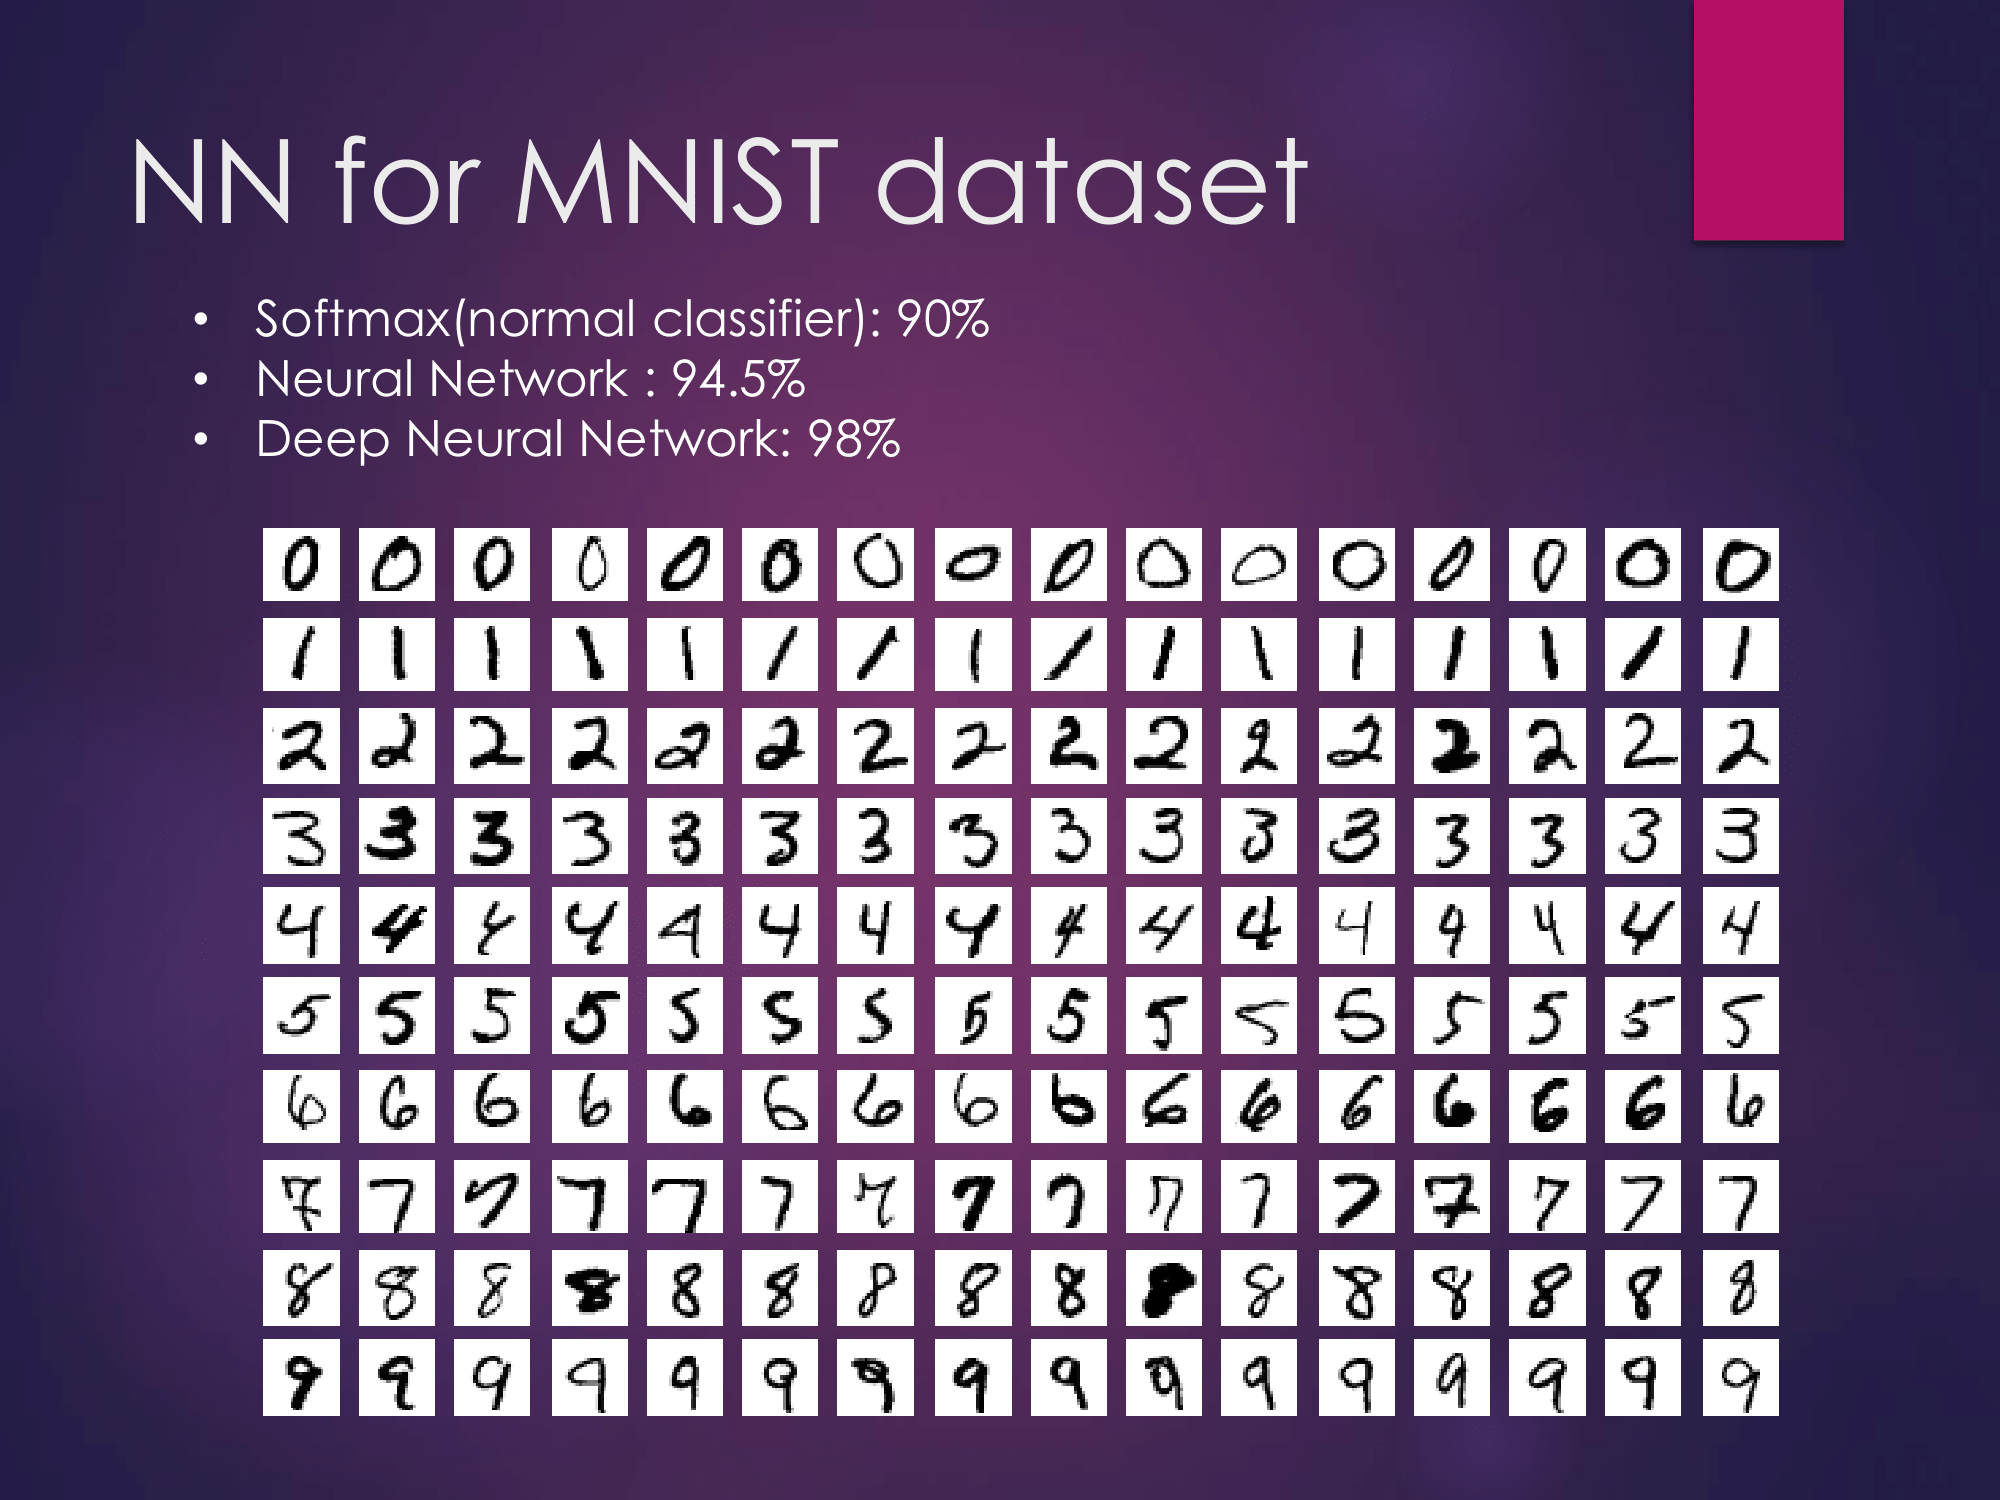 NN for MNIST dataset
• Softmax(normal classifier): 90%
• Neural Network : 94.5%
• Deep Neural Network: 98%
0 0 0 0 0 0 0 0 0 0 0 0 0 0 0 0
1 1 1 1 1 1 1 1 1 1 1 1 1 1 1 1
2 2 2 2 2 2 2 2 2 2 2 2 2 2 2 2
3 3 3 3 3 3 3 3 3 3 3 3 3 3 3 3
4 4 4 4 4 4 4 4 4 4 4 4 4 4 4 4
5 5 5 5 5 5 5 5 5 5 5 5 5 5 5 5
6 6 6 6 6 6 6 6 6 6 6 6 6 6 6 6
7 7 7 7 7 7 7 7 7 7 7 7 7 7 7 7
8 8 8 8 8 8 8 8 8 8 8 8 8 8 8 8
9 9 9 9 9 9 9 9 9 9 9 9 9 9 9 9